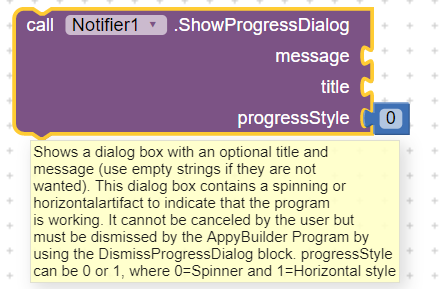 call Notifier1 .ShowProgressDialog
message
title
progressStyle 0
Shows a dialog box with an optional title and
message (use empty strings if they are not
wanted). This dialog box contains a spinning or
horizontalartifact to indicate that the program
is working. It cannot be canceled by the user but
must be dismissed by the AppyBuilder Program by
using the DismissProgressDialog block. progressStyle
can be 0 or 1, where 0=Spinner and 1=Horizontal style